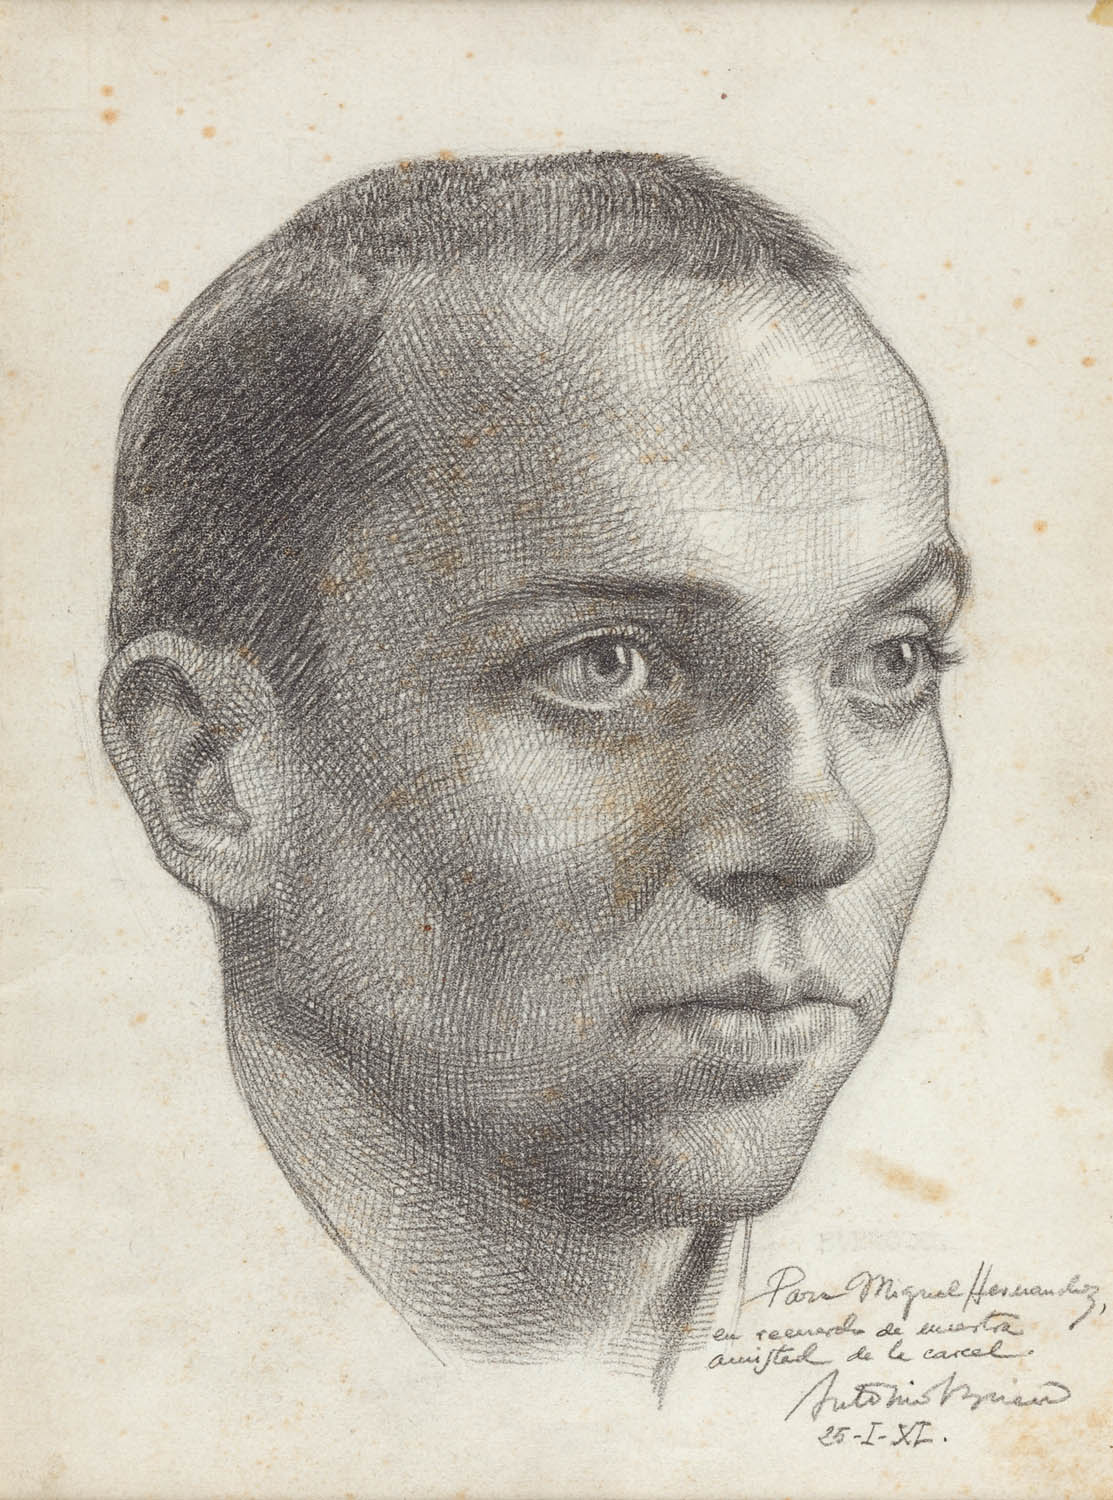 Para Miguel Hernandez,
en recuerdo de nuestra
amistad de la carcel.
Antonio Buero
25-I-XL.